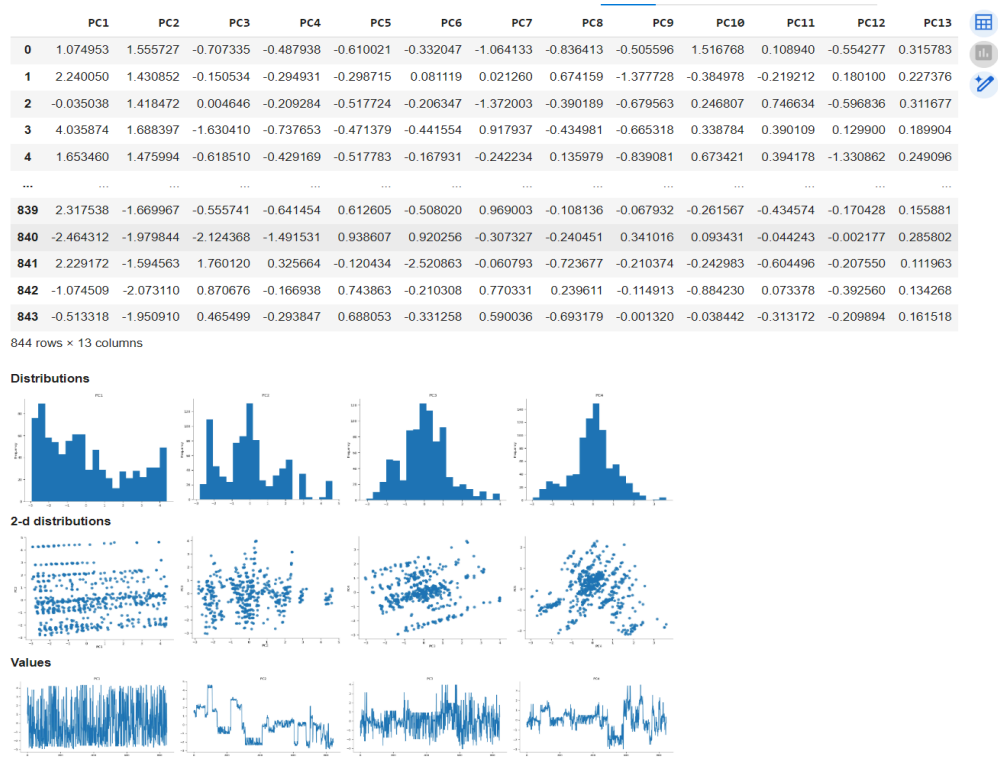 PC1 PC2 PC3 PC4 PC5 PC6 PC7 PC8 PC9 PC10 PC11 PC12 PC13
0 1.074953 1.555727 -0.707335 -0.487938 -0.610021 -0.332047 -1.064133 -0.836413 -0.505596 1.516768 0.108940 -0.554277 0.315783
1 2.240050 1.430852 -0.150534 -0.294931 -0.298715 0.081119 0.021260 0.674159 -1.377728 -0.384978 -0.219212 0.180100 0.227376
2 -0.035038 1.418472 0.004646 -0.209284 -0.517724 -0.206347 -1.372003 -0.390189 -0.679563 0.246807 0.746634 -0.596836 0.311677
3 4.035874 1.688397 -1.630410 -0.737653 -0.471379 -0.441554 0.917937 -0.434981 -0.665318 0.338784 0.390109 0.129900 0.189904
4 1.653460 1.475994 -0.618510 -0.429169 -0.517783 -0.167931 -0.242234 0.135979 -0.839081 0.673421 0.394178 -1.330862 0.249096
... ... ... ... ... ... ... ... ... ... ... ... ... ...
839 2.317538 -1.669967 -0.555741 -0.641454 0.612605 -0.508020 0.969003 -0.108136 -0.067932 -0.261567 -0.434574 -0.170428 0.155881
840 -2.464312 -1.979844 -2.124368 -1.491531 0.938607 0.920256 -0.307327 -0.240451 0.341016 0.093431 -0.044243 -0.002177 0.285802
841 2.229172 -1.594563 1.760120 0.325664 -0.120434 -2.520863 -0.060793 -0.723677 -0.210374 -0.242983 -0.604496 -0.207550 0.111963
842 -1.074509 -2.073110 0.870676 -0.166938 0.743863 -0.210308 0.770331 0.239611 -0.114913 -0.884230 0.073378 -0.392560 0.134268
843 -0.513318 -1.950910 0.465499 -0.293847 0.688053 -0.331258 0.590036 -0.693179 -0.001320 -0.038442 -0.313172 -0.209894 0.161518
844 rows × 13 columns
Distributions
2-d distributions
Values